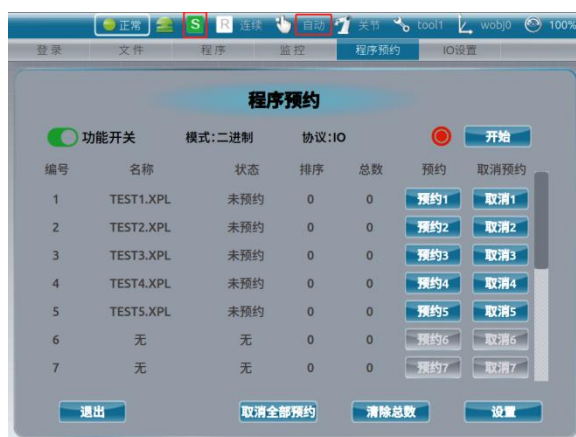 正常 S R 连续 自动 关节 tool1 wobj0 100%
登录 文件 程序 监控 程序预约 IO设置
程序预约
功能开关 模式:二进制 协议:IO 开始
编号 名称 状态 排序 总数 预约 取消预约
1 TEST1.XPL 未预约 0 0 预约1 取消1
2 TEST2.XPL 未预约 0 0 预约2 取消2
3 TEST3.XPL 未预约 0 0 预约3 取消3
4 TEST4.XPL 未预约 0 0 预约4 取消4
5 TEST5.XPL 未预约 0 0 预约5 取消5
6 无 无 0 0 预约6 取消6
7 无 无 0 0 预约7 取消7
退出 取消全部预约 清除总数 设置